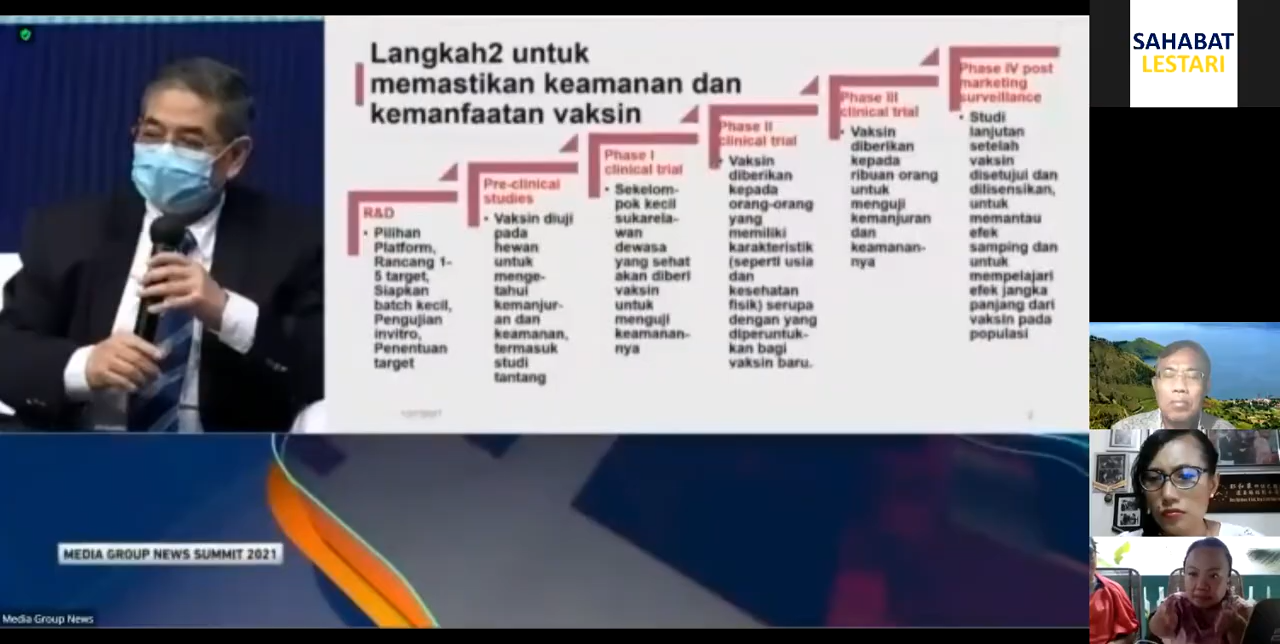 Langkah2 untuk
memastikan keamanan dan
kemanfaatan vaksin
R&D
• Pilihan
Platform,
Rancang 1-
5 target,
Siapkan
batch kecil,
Pengujian
invitro,
Penentuan
target
Pre-clinical
studies
• Vaksin diuji
pada
hewan
untuk
menge-
tahui
kemanjur-
an dan
keamanan,
termasuk
studi
tantang
Phase I
clinical trial
• Sekelom-
pok kecil
sukarela-
wan
dewasa
yang sehat
akan diberi
vaksin
untuk
menguji
keamanan-
nya
Phase II
clinical trial
• Vaksin
diberikan
kepada
orang-orang
yang
memiliki
karakteristik
(seperti usia
dan
kesehatan
fisik) serupa
dengan yang
diperuntuk-
kan bagi
vaksin baru.
Phase III
clinical trial
• Vaksin
diberikan
kepada
ribuan orang
untuk
menguji
kemanjuran
dan
keamanan-
nya
Phase IV post
marketing
surveillance
• Studi
lanjutan
setelah
vaksin
disetujui dan
dilisensikan,
untuk
memantau
efek
samping dan
untuk
mempelajari
efek jangka
panjang dari
vaksin pada
populasi
MEDIA GROUP NEWS SUMMIT 2021
Media Group News
SAHABAT
LESTARI